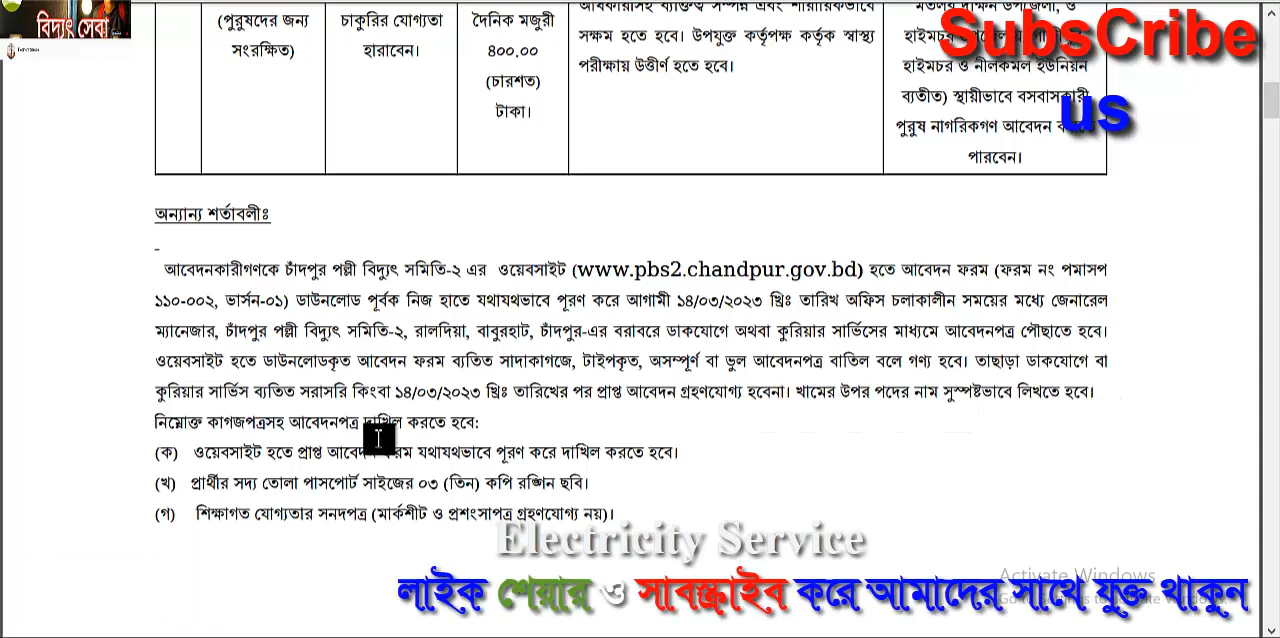 বিদ্যুৎ সেবা
(পুরুষদের জন্য
সংরক্ষিত)
চাকুরির যোগ্যতা
হারাবেন।
দৈনিক মজুরী
৪০০.০০
(চারশত)
টাকা।
সক্ষম হতে হবে। উপযুক্ত কর্তৃপক্ষ কর্তৃক স্বাস্থ্য
পরীক্ষায় উত্তীর্ণ হতে হবে।
হাইমচর ও নীলকমল ইউনিয়ন
ব্যতীত) স্থায়ীভাবে বসবাসকারী
পুরুষ নাগরিকগণ আবেদন
পারবেন।
SubsCribe
us
অন্যান্য শর্তাবলীঃ
আবেদনকারীগণকে চাঁদপুর পল্লী বিদ্যুৎ সমিতি-২ এর ওয়েবসাইট (www.pbs2.chandpur.gov.bd) হতে আবেদন ফরম (ফরম নং পমাসপ
১১০-০০২, ভার্সন-০১) ডাউনলোড পূর্বক নিজ হাতে যথাযথভাবে পূরণ করে আগামী ১৪/০৩/২০২৩ খ্রিঃ তারিখ অফিস চলাকালীন সময়ের মধ্যে জেনারেল
ম্যানেজার, চাঁদপুর পল্লী বিদ্যুৎ সমিতি-২, রালদিয়া, বাবুরহাট, চাঁদপুর-এর বরাবরে ডাকযোগে অথবা কুরিয়ার সার্ভিসের মাধ্যমে আবেদনপত্র পৌছাতে হবে।
ওয়েবসাইট হতে ডাউনলোডকৃত আবেদন ফরম ব্যতিত সাদাকাগজে, টাইপকৃত, অসম্পূর্ণ বা ভুল আবেদনপত্র বাতিল বলে গণ্য হবে। তাছাড়া ডাকযোগে বা
কুরিয়ার সার্ভিস ব্যতিত সরাসরি কিংবা ১৪/০৩/২০২৩ খ্রিঃ তারিখের পর প্রাপ্ত আবেদন গ্রহণযোগ্য হবেনা। খামের উপর পদের নাম সুস্পষ্টভাবে লিখতে হবে।
নিম্নোক্ত কাগজপত্রসহ আবেদনপত্র দাখিল করতে হবে:
(ক) ওয়েবসাইট হতে প্রাপ্ত আবেদন ফরম যথাযথভাবে পূরণ করে দাখিল করতে হবে।
(খ) প্রার্থীর সদ্য তোলা পাসপোর্ট সাইজের ০৩ (তিন) কপি রঙ্গিন ছবি।
(গ) শিক্ষাগত যোগ্যতার সনদপত্র (মার্কশীট ও প্রশংসাপত্র গ্রহণযোগ্য নয়)।
Electricity Service
Activate Windows
লাইক শেয়ার ও সাবস্ক্রাইব করে আমাদের সাথে যুক্ত থাকুন